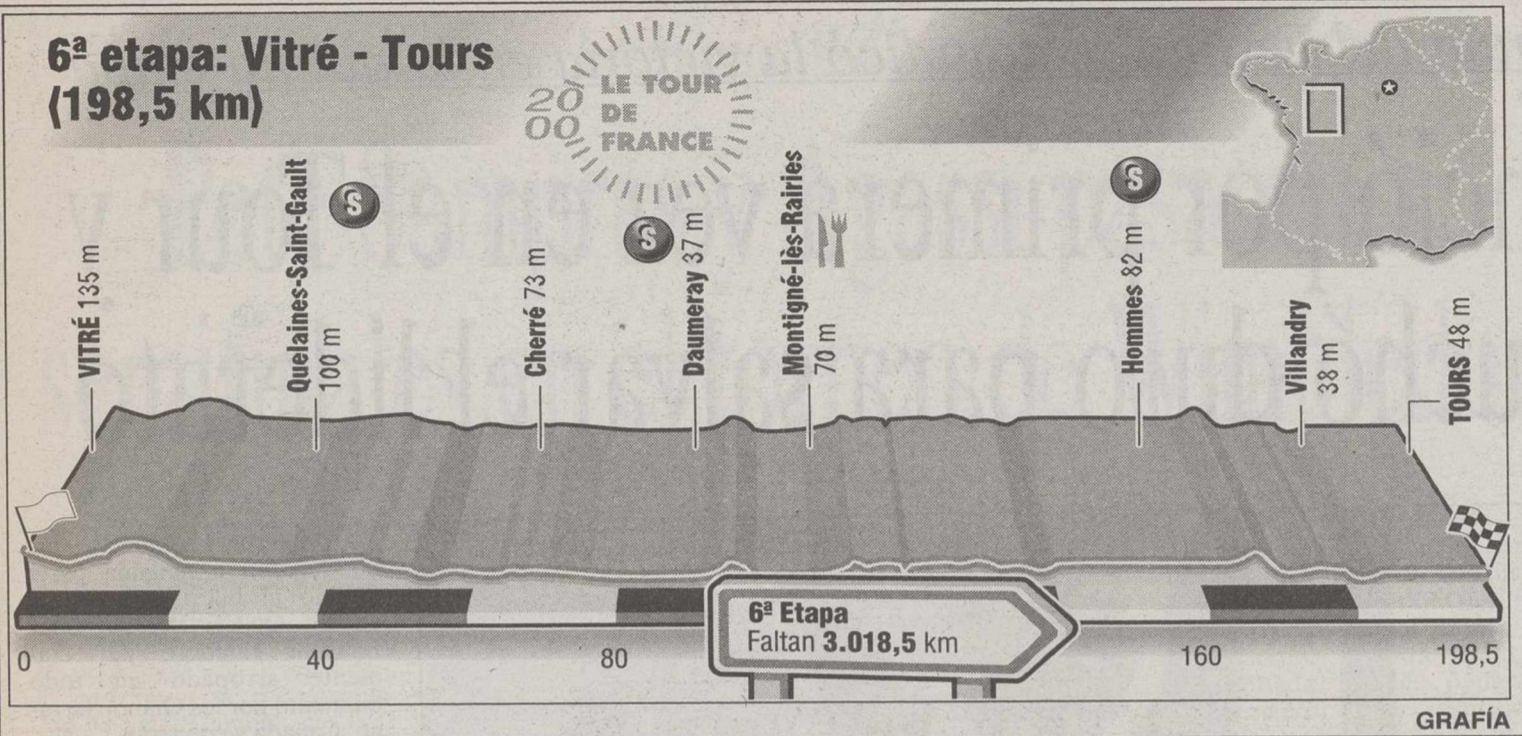 6ª etapa: Vitré - Tours
(198,5 km)
20
00
LE TOUR
DE
FRANCE
VITRÉ 135 m
Quelaines-Saint-Gault
100 m
S
Cherré 73 m
S
Daumeray 37 m
Montigné-lès-Rairies
70 m
S
Hommes 82 m
Villandry
38 m
TOURS 48 m
6ª Etapa
Faltan 3.018,5 km
0
40
80
160
198,5
GRAFÍA